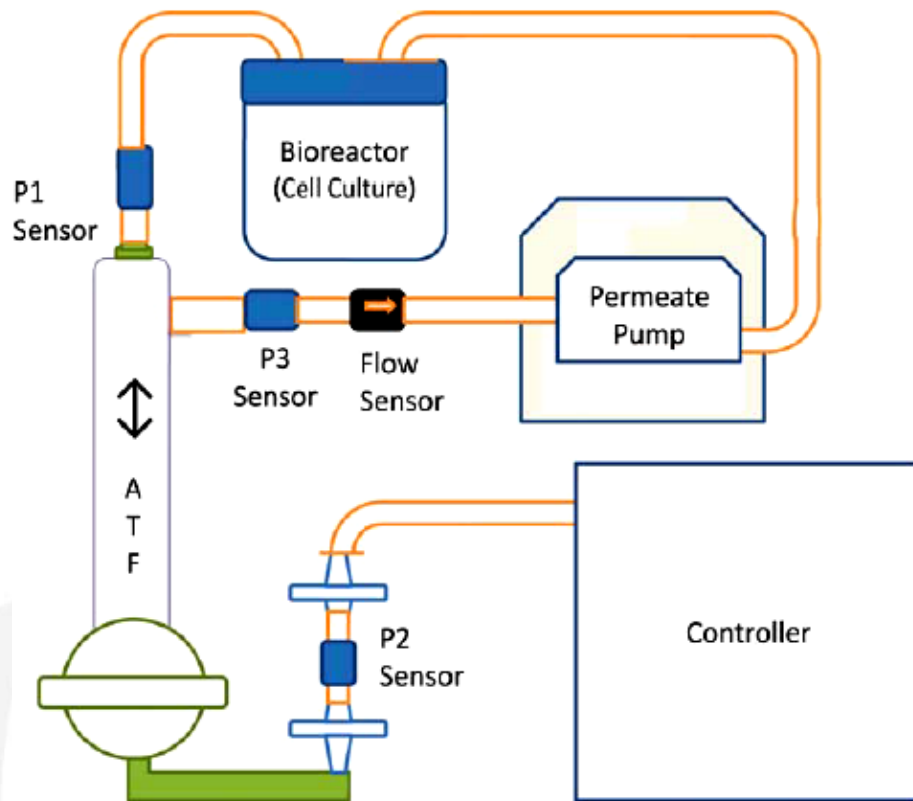 Bioreactor
(Cell Culture)
P1
Sensor
Permeate
Pump
P3
Sensor
Flow
Sensor
A
T
F
P2
Sensor
Controller